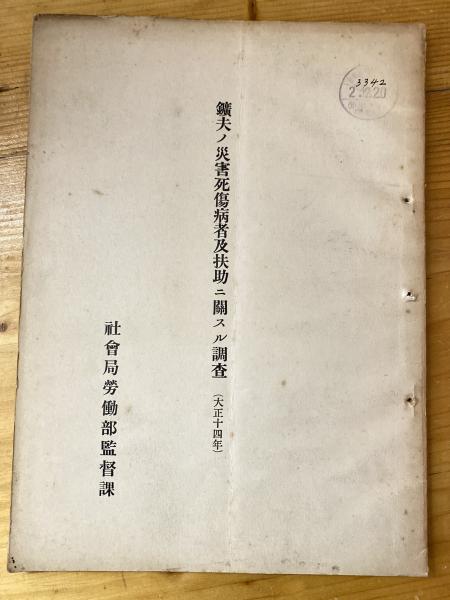 鑛夫ノ災害死傷病者及扶助ニ關スル調査（大正十四年）
社會局勞働部監督課
3342